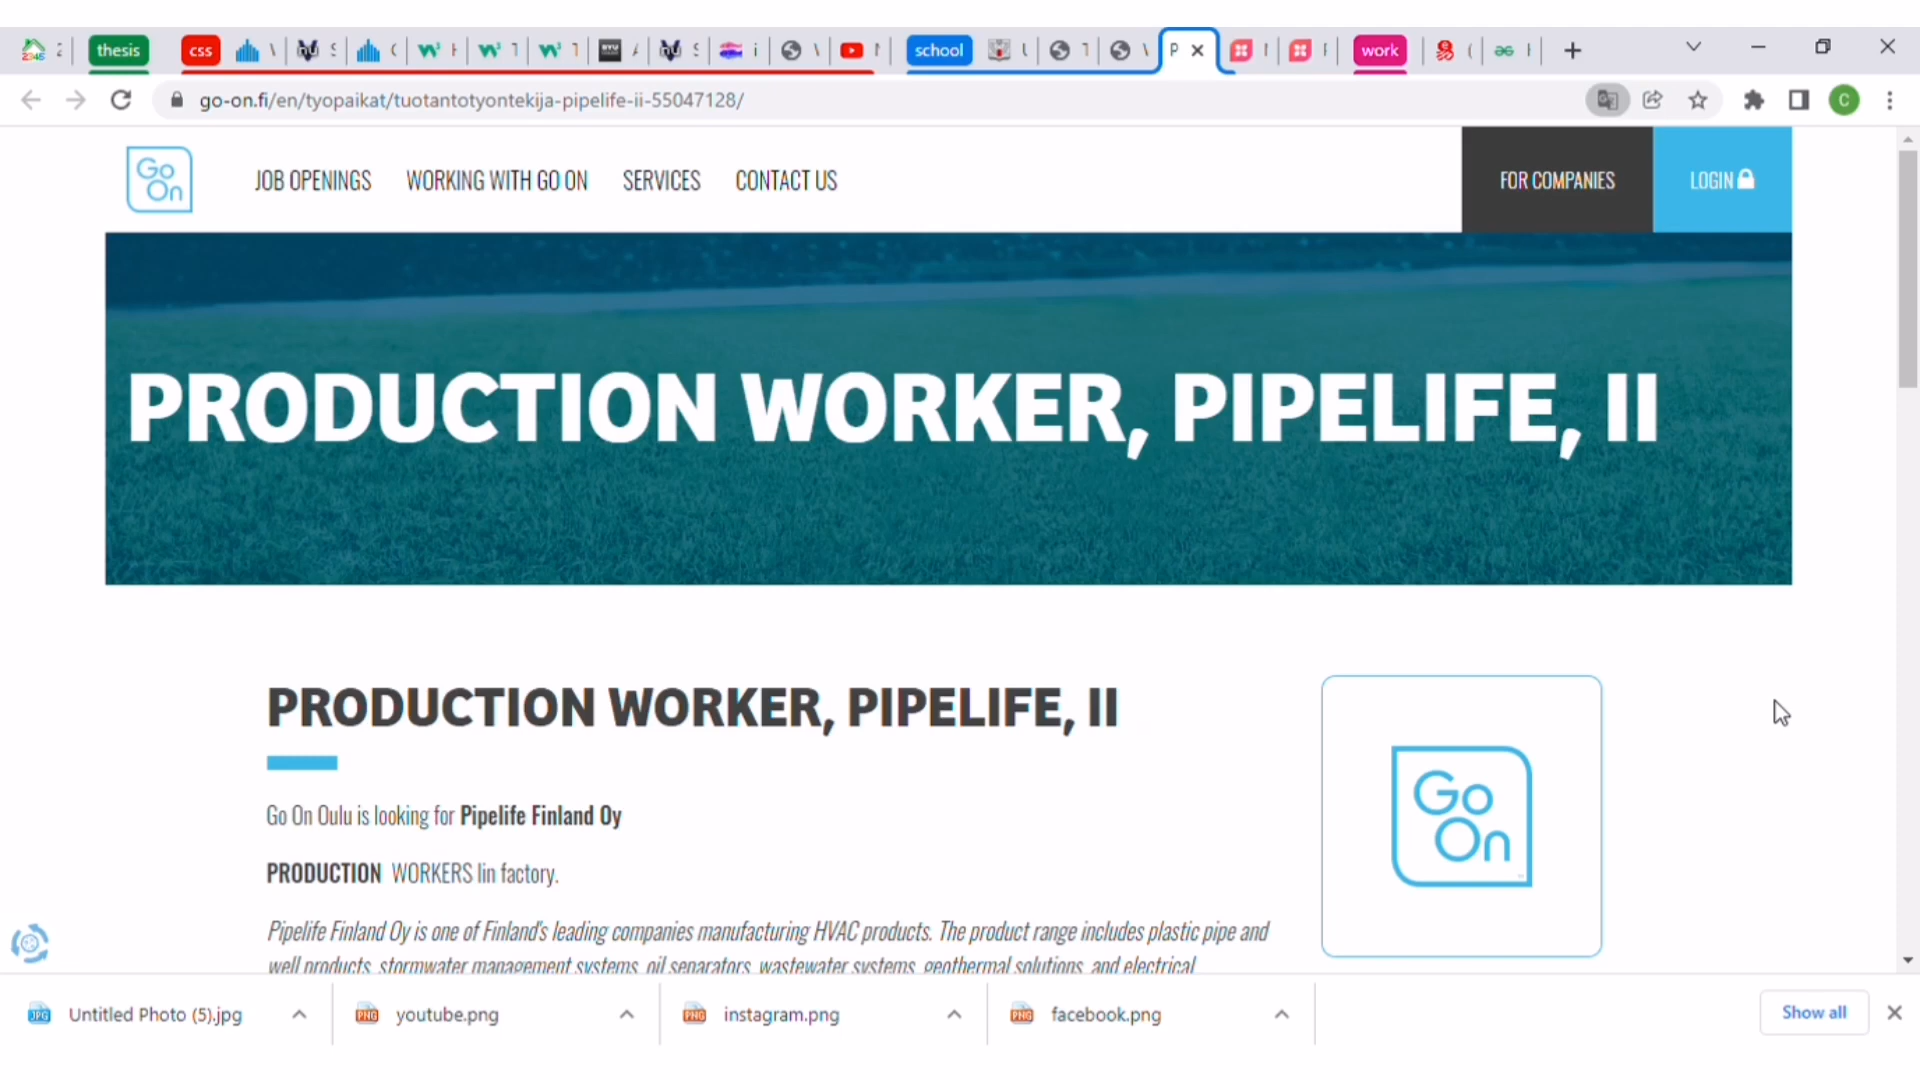 thesis
css
school
P
work
go-on.fi/en/tyopaikat/tuotantotyontekija-pipelife-ii-55047128/
C
Go On
JOB OPENINGS
WORKING WITH GO ON
SERVICES
CONTACT US
FOR COMPANIES
LOGIN
PRODUCTION WORKER, PIPELIFE, II
PRODUCTION WORKER, PIPELIFE, II
Go On Oulu is looking for Pipelife Finland Oy
PRODUCTION WORKERS Iin factory.
Pipelife Finland Oy is one of Finland's leading companies manufacturing HVAC products. The product range includes plastic pipe and
well products, stormwater management systems, oil separators, wastewater systems, geothermal solutions, and electrical
Go On
Untitled Photo (5).jpg
youtube.png
instagram.png
facebook.png
Show all